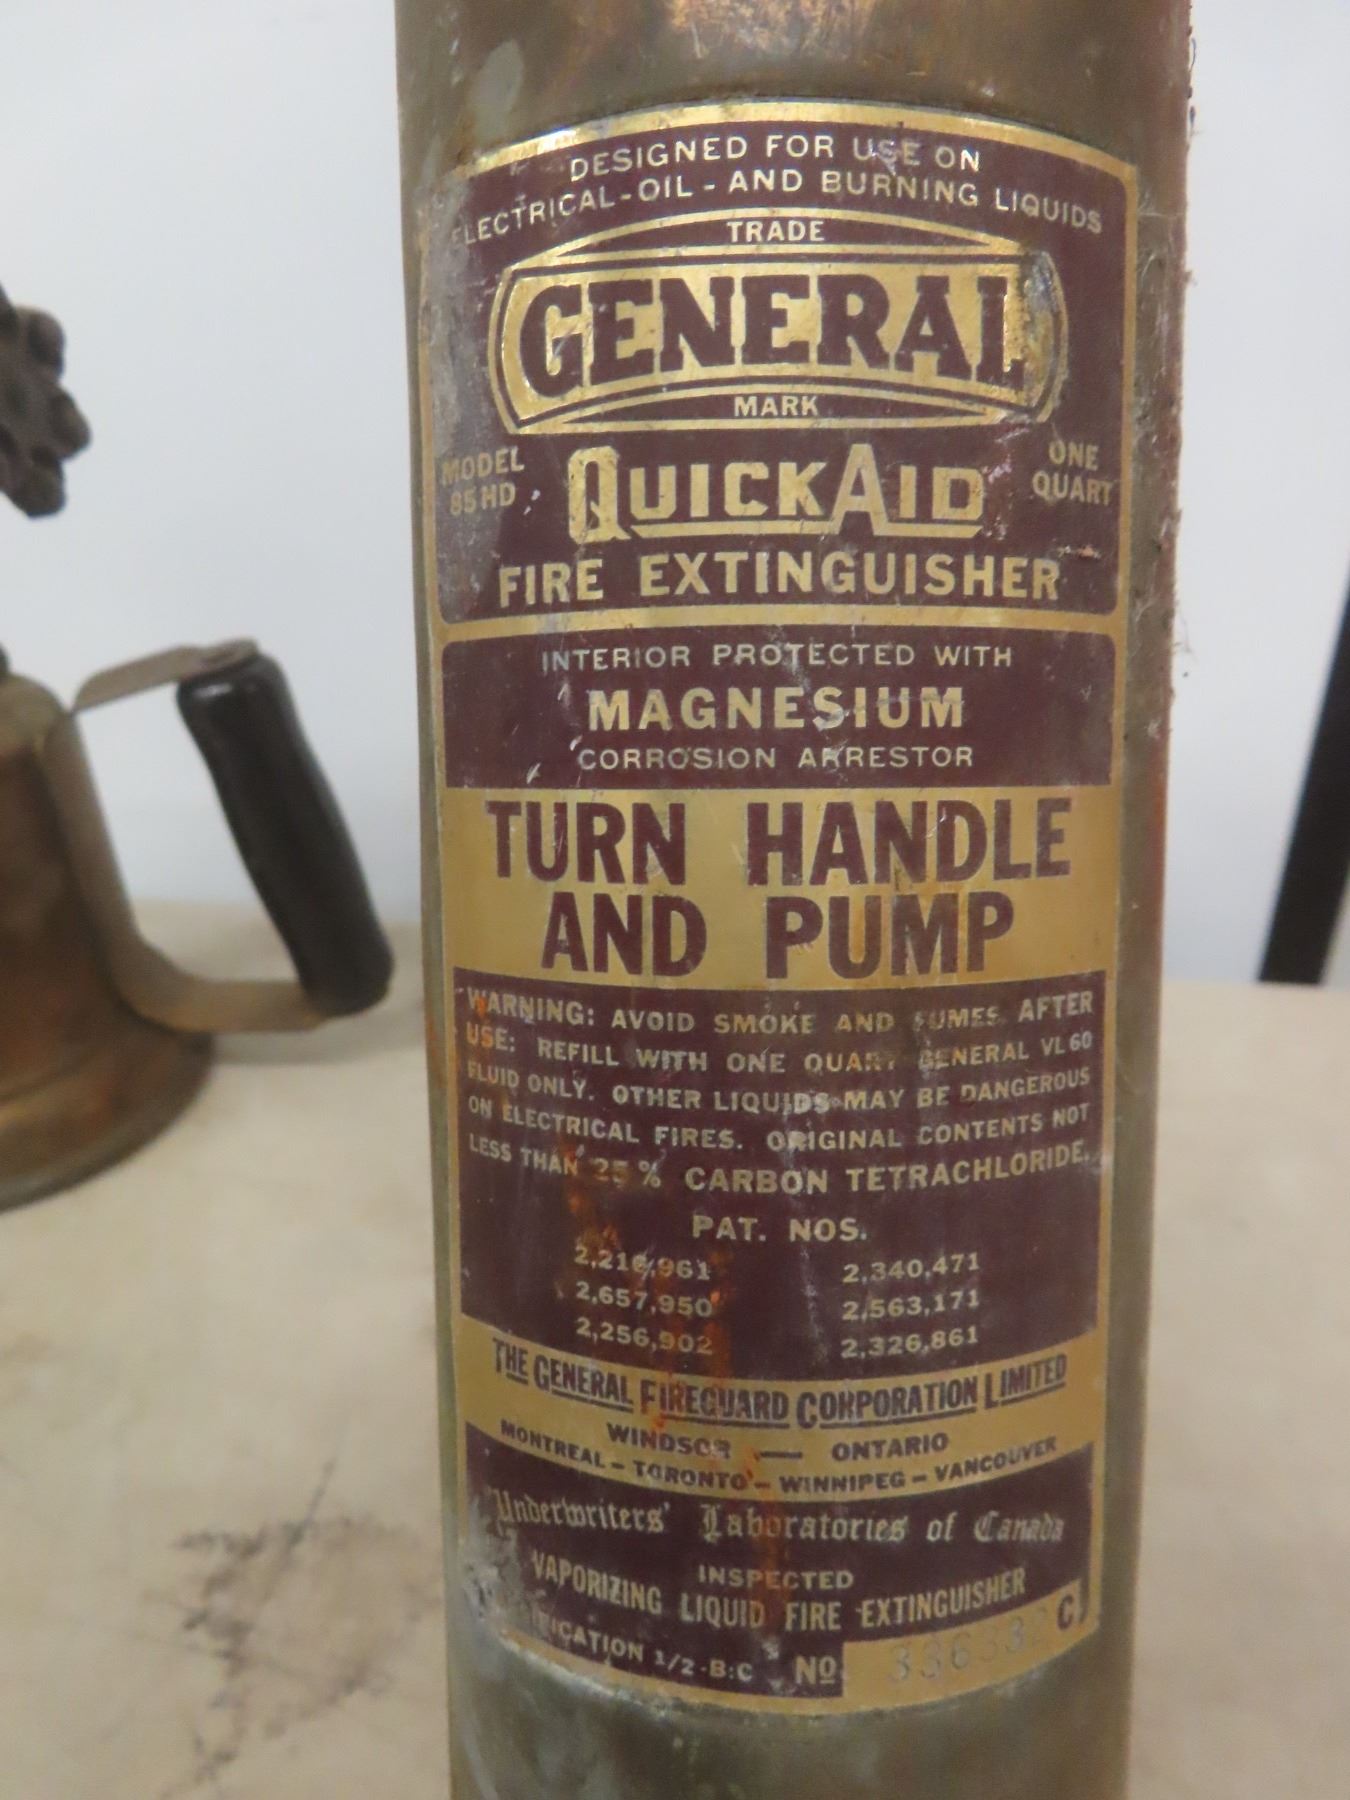 DESIGNED FOR USE ON
ELECTRICAL-OIL-AND BURNING LIQUIDS
TRADE
GENERAL
MARK
MODEL
85 HD
QUICKAID
ONE
QUART
FIRE EXTINGUISHER
INTERIOR PROTECTED WITH
MAGNESIUM
CORROSION ARRESTOR
TURN HANDLE
AND PUMP
WARNING: AVOID SMOKE AND FUMES AFTER
USE: REFILL WITH ONE QUART GENERAL VL60
FLUID ONLY. OTHER LIQUIDS MAY BE DANGEROUS
ON ELECTRICAL FIRES. ORIGINAL CONTENTS NOT
LESS THAN 25% CARBON TETRACHLORIDE.
PAT. NOS.
2,340,471
2,657,950 2,563,171
2,256,902 2,326,861
THE GENERAL FIREGUARD CORPORATION LIMITED
WINDSOR — ONTARIO
MONTREAL - TORONTO - WINNIPEG - VANCOUVER
Underwriters' Laboratories of Canada
INSPECTED
VAPORIZING LIQUID FIRE EXTINGUISHER
1/2-B:C No C